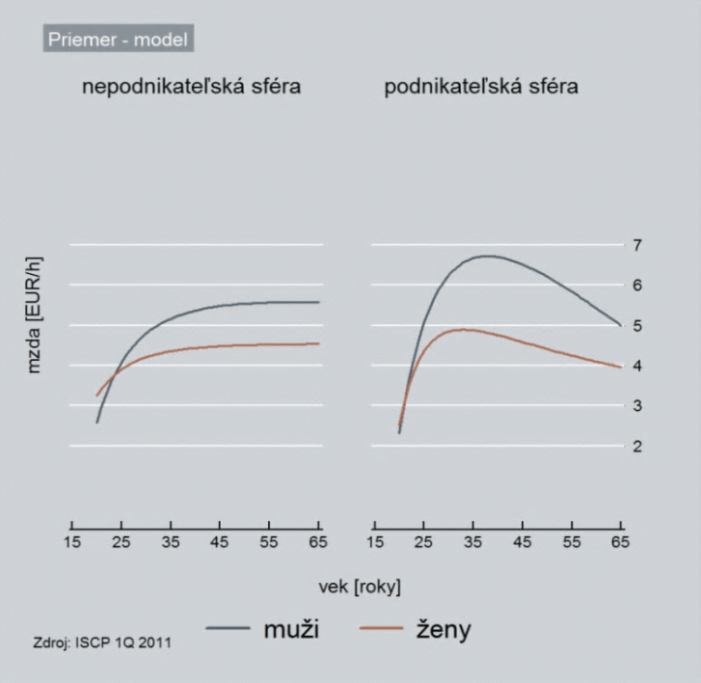 Priemer - model
nepodnikateľská sféra
podnikateľská sféra
mzda [EUR/h]
7
6
5
4
3
2
15 25 35 45 55 65
15 25 35 45 55 65
vek [roky]
muži
ženy
Zdroj: ISCP 1Q 2011